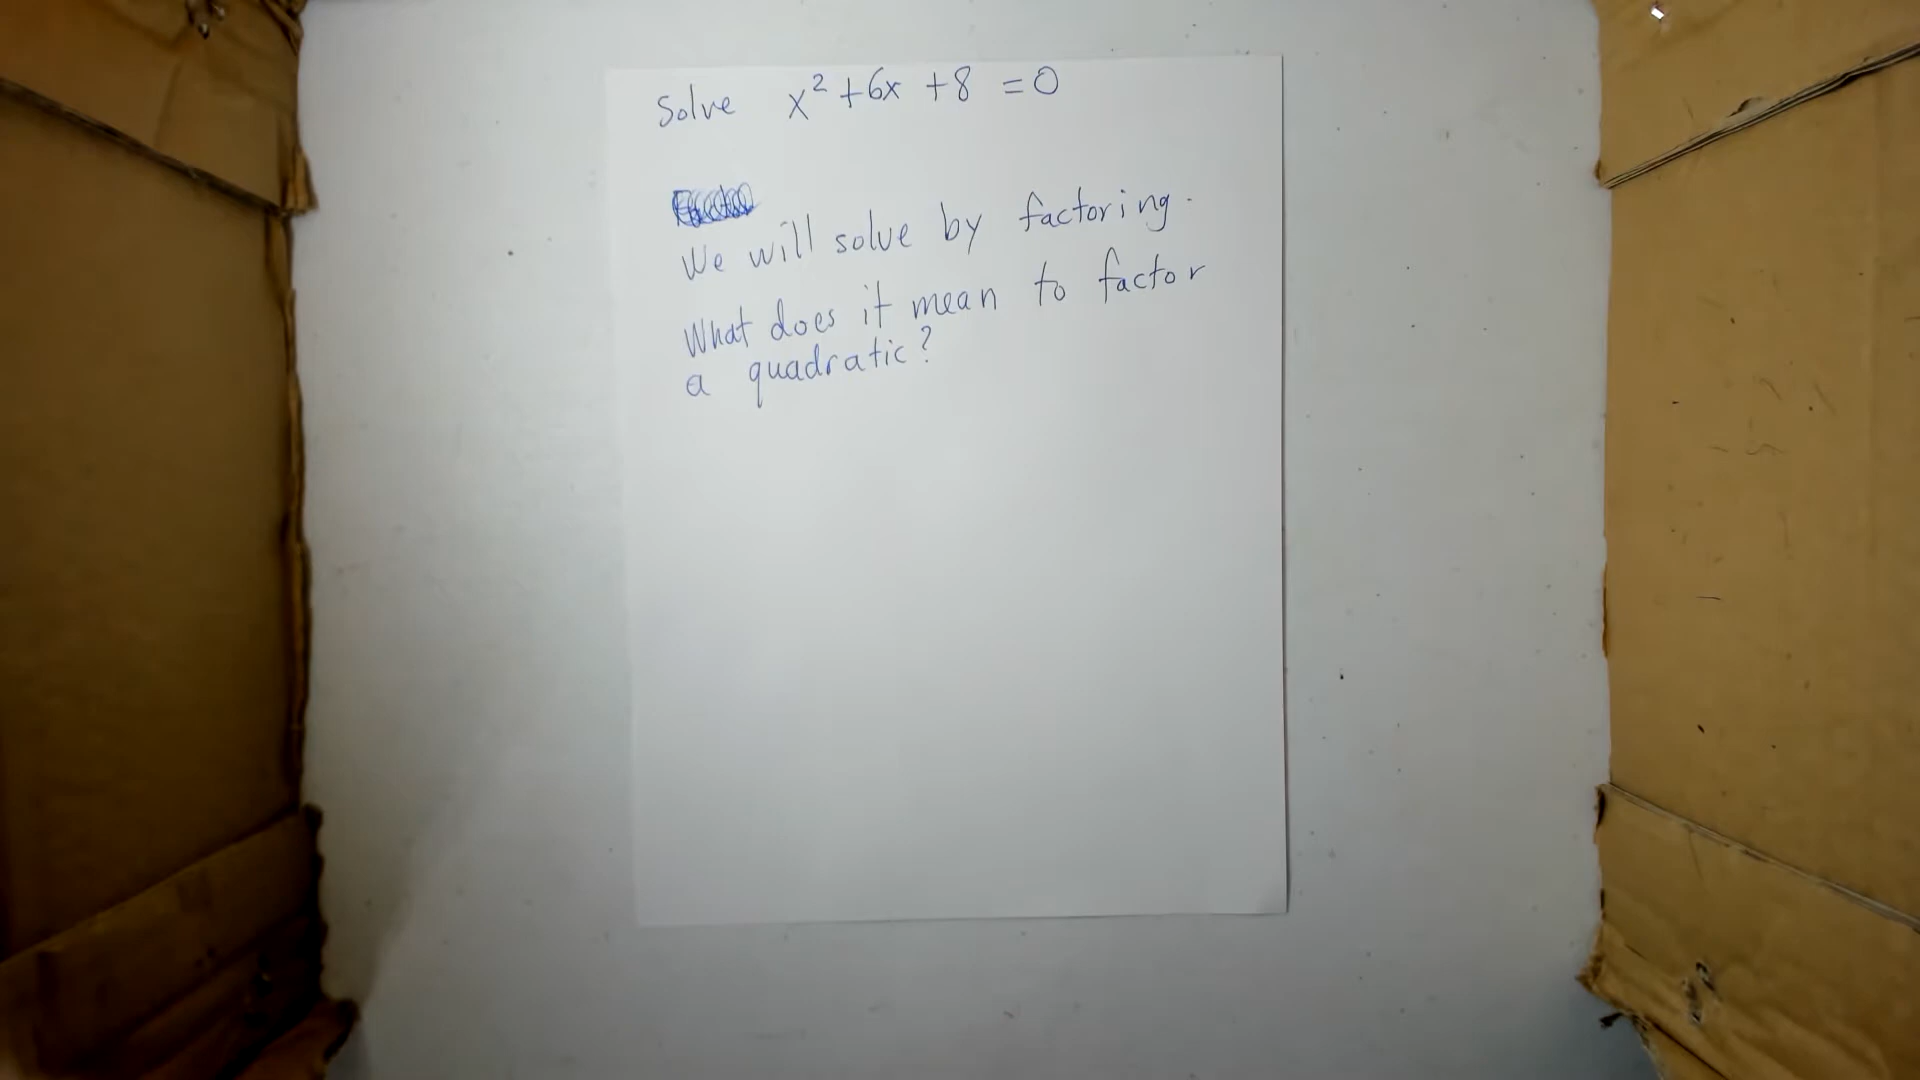 Solve x² + 6x + 8 = 0
We will solve by factoring.
What does it mean to factor
a quadratic?